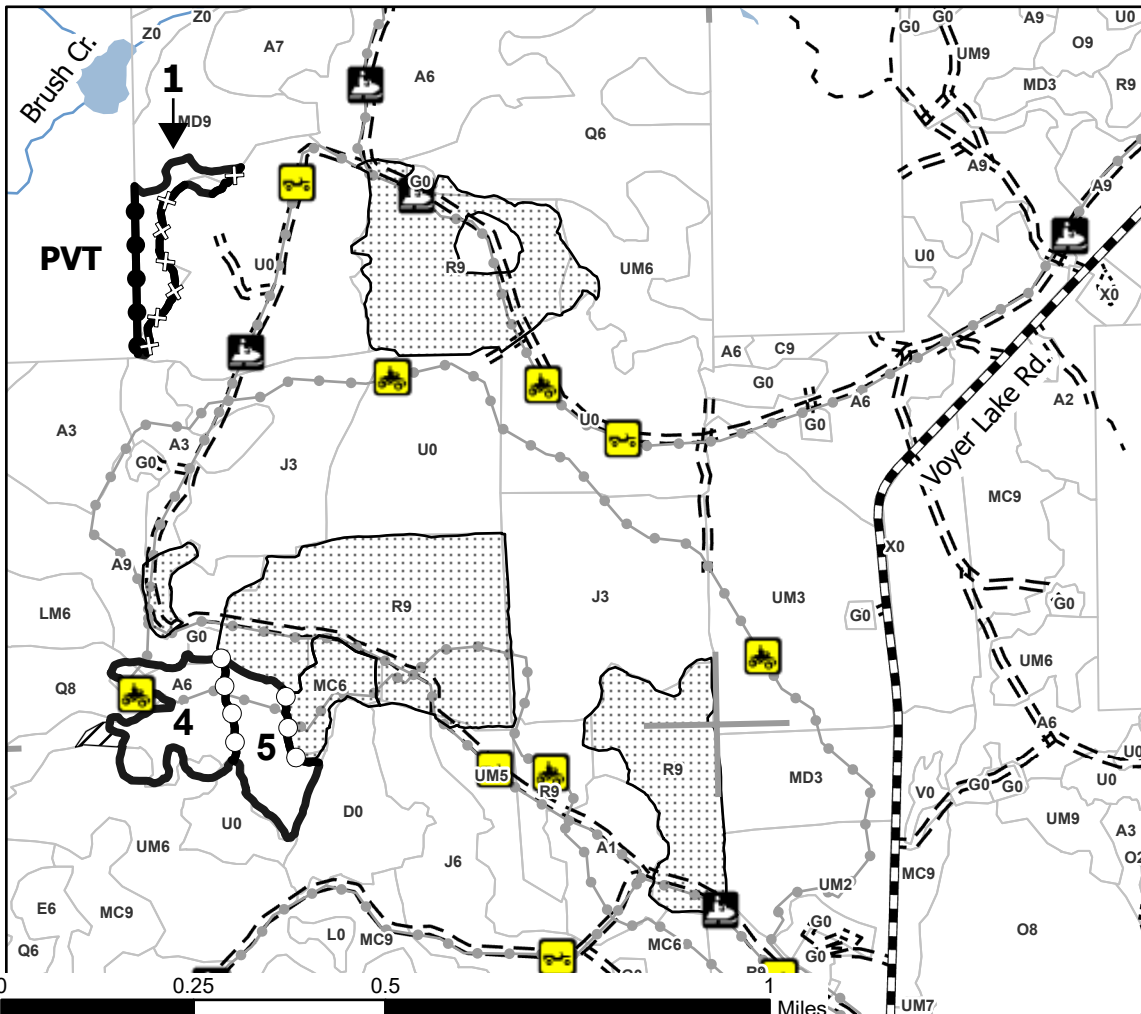 Z0
Z0
A7
A6
G0
A9
U0
UM9
O9
MD3
R9
Brush Cr.
1
MD9
Q6
A9
A9
G0
PVT
U0
R9
UM6
U0
X0
A6
C9
G0
Voyer Lake Rd.
A2
A3
A3
G0
J3
U0
U0
A6
G0
MC9
X0
A9
LM6
R9
J3
UM3
G0
G0
G0
UM6
Q8
A6
MC6
4
5
R9
MD3
A6
U0
UM5
R9
V0
G0
G0
U0
U0
D0
UM9
A3
O2
UM6
J6
A1
MC9
UM2
E6
MC9
L0
MC9
Q6
MC6
G0
G0
O8
R9
UM7
0
0.25
0.5
1
Miles